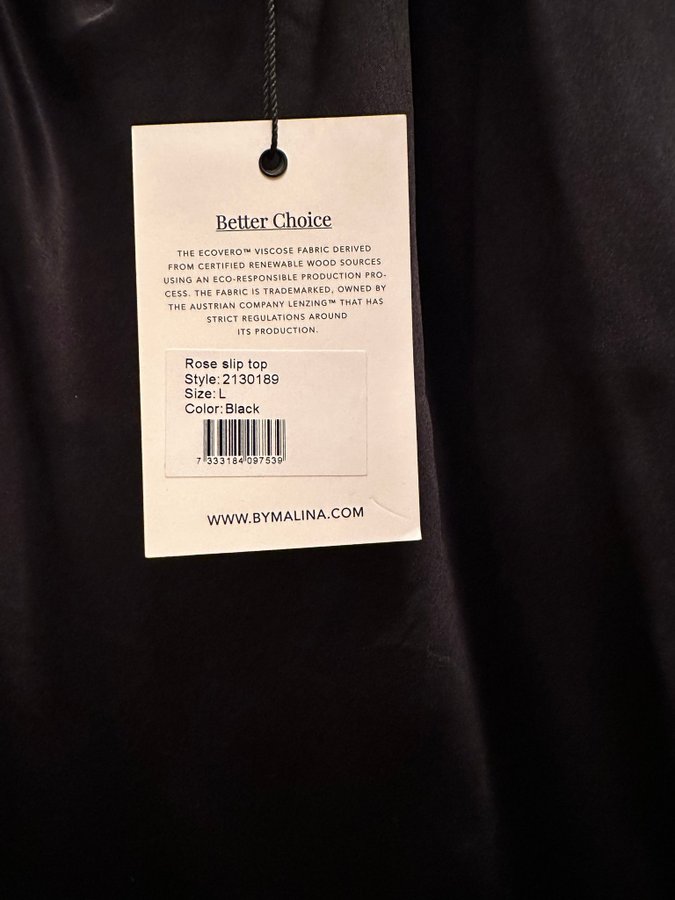 Better Choice
THE ECOVERO™ VISCOSE FABRIC DERIVED
FROM CERTIFIED RENEWABLE WOOD SOURCES
USING AN ECO-RESPONSIBLE PRODUCTION PRO-
CESS. THE FABRIC IS TRADEMARKED, OWNED BY
THE AUSTRIAN COMPANY LENZING™ THAT HAS
STRICT REGULATIONS AROUND
ITS PRODUCTION.
Rose slip top
Style:2130189
Size:L
Color:Black
7 333184 097539
WWW.BYMALINA.COM